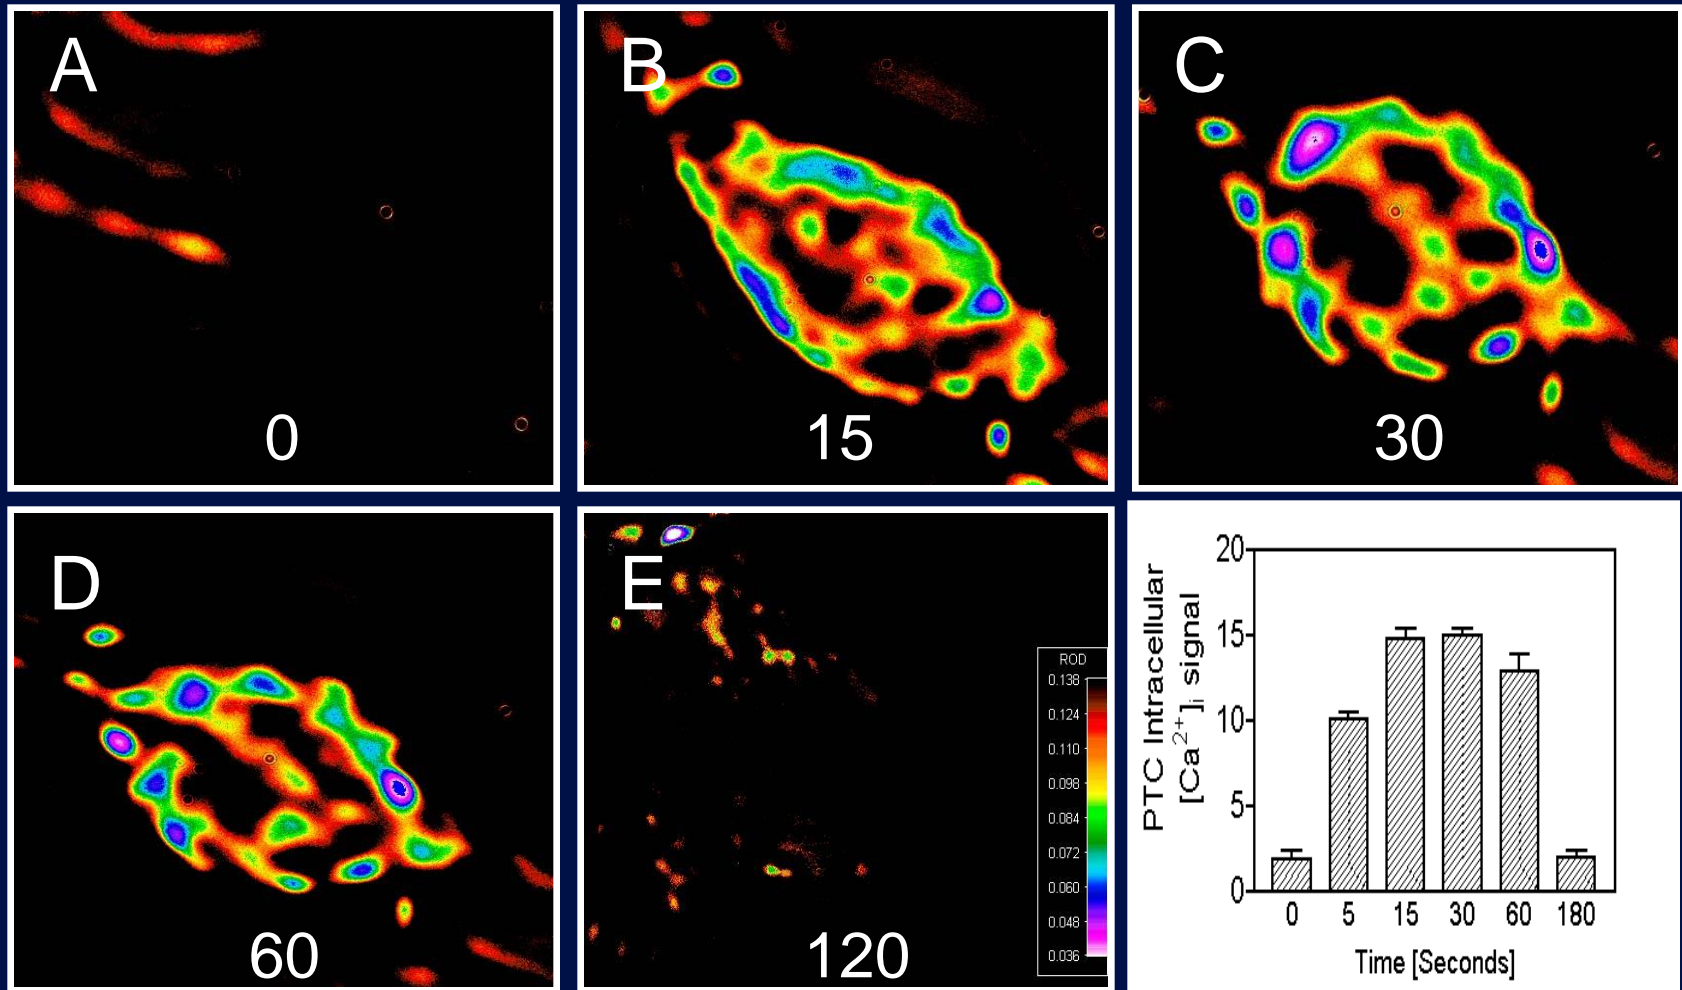 A
0
B
15
C
30
D
60
E
120
ROD
0.138
0.124
0.110
0.098
0.084
0.072
0.060
0.048
0.036
PTC Intracellular
[Ca²⁺]ᵢ signal
20
15
10
5
0
0 5 15 30 60 180
Time [Seconds]